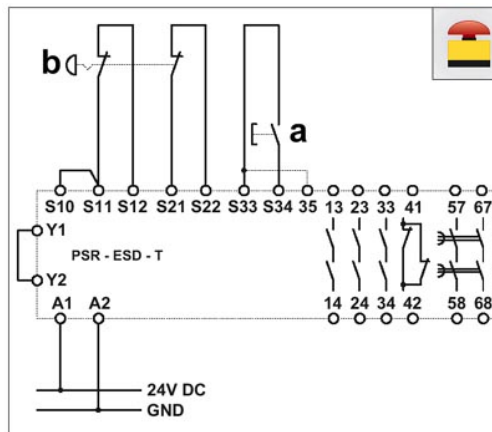 b
a
S10 S11 S12 S21 S22 S33 S34 35 13 23 33 41 57 67
Y1
PSR - ESD - T
Y2
A1 A2 14 24 34 42 58 68
24V DC
GND